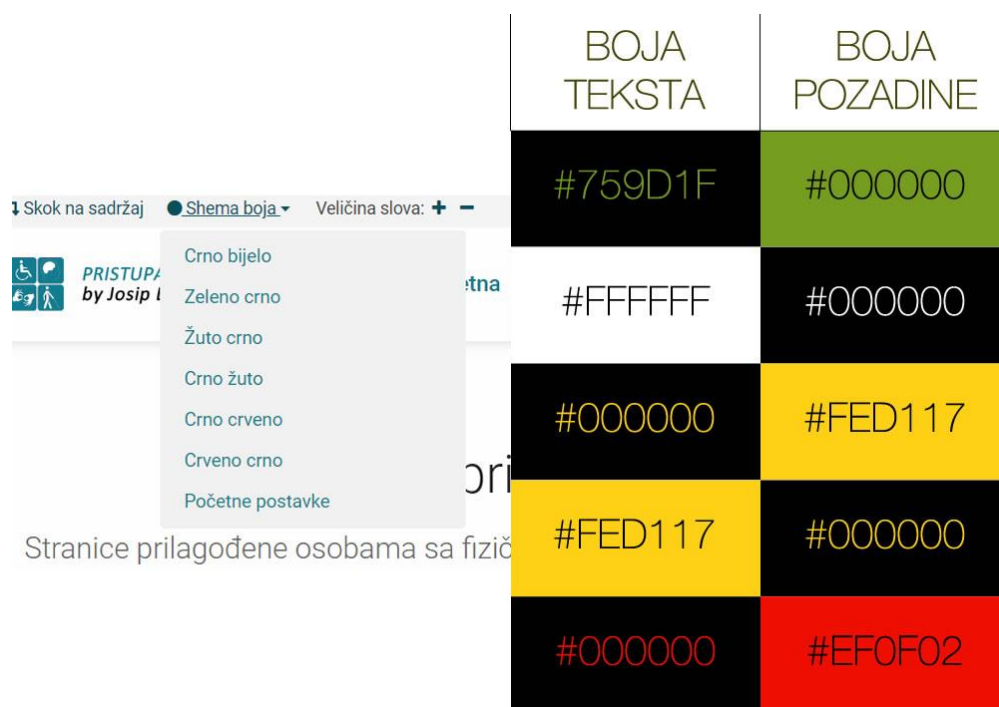 Skok na sadržaj Shema boja Veličina slova: + −
PRISTUPA
by Josip
etna
Crno bijelo
Zeleno crno
Žuto crno
Crno žuto
Crno crveno
Crveno crno
Početne postavke
pri
Stranice prilagođene osobama sa fizič
BOJA
TEKSTA
BOJA
POZADINE
#759D1F #000000
#FFFFFF #000000
#000000 #FED117
#FED117 #000000
#000000 #EF0F02